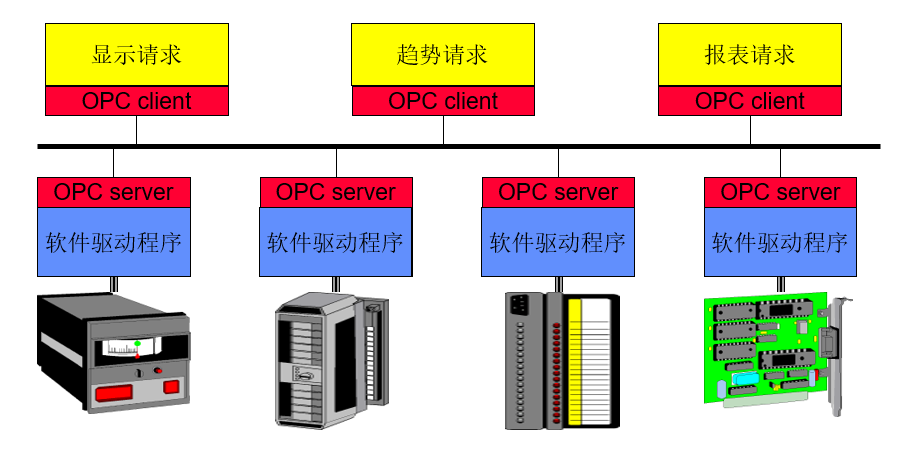 显示请求
OPC client
趋势请求
OPC client
报表请求
OPC client
OPC server
软件驱动程序
OPC server
软件驱动程序
OPC server
软件驱动程序
OPC server
软件驱动程序